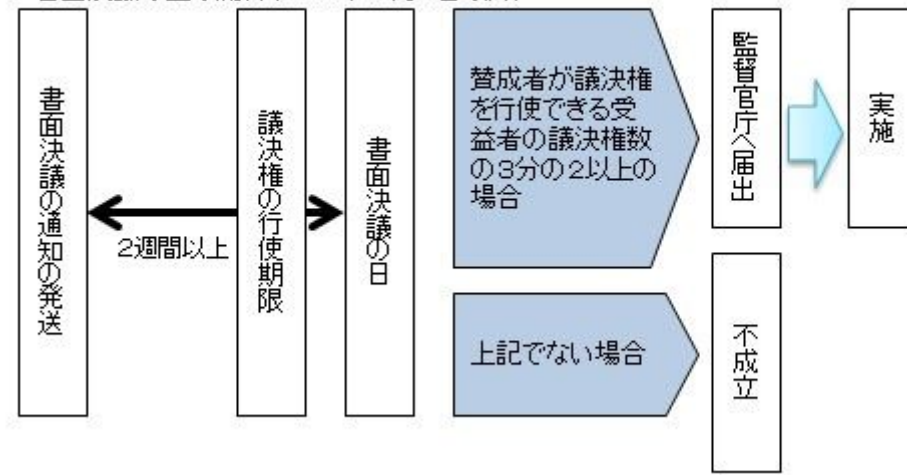 書面決議の通知の発送
2週間以上
議決権の行使期限
書面決議の日
賛成者が議決権
を行使できる受
益者の議決権数
の3分の2以上の
場合
監督官庁へ届出
実施
上記でない場合
不成立